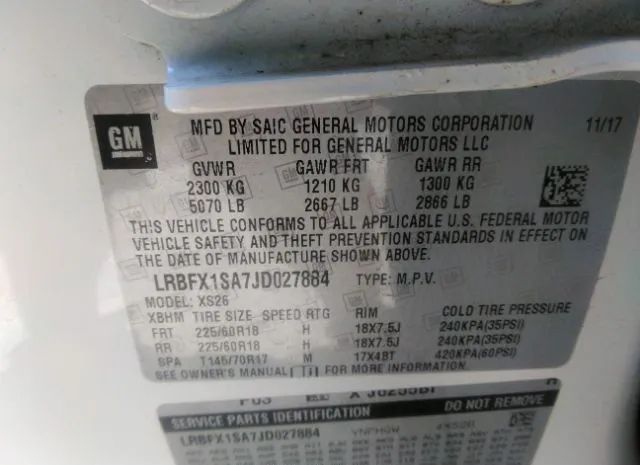 GM ®
MFD BY SAIC GENERAL MOTORS CORPORATION 11/17
LIMITED FOR GENERAL MOTORS LLC
GVWR GAWR FRT GAWR RR
2300 KG 1210 KG 1300 KG
5070 LB 2667 LB 2866 LB
THIS VEHICLE CONFORMS TO ALL APPLICABLE U.S. FEDERAL MOTOR
VEHICLE SAFETY AND THEFT PREVENTION STANDARDS IN EFFECT ON
THE DATE OF MANUFACTURE SHOWN ABOVE.
LRBFX1SA7JD027884 TYPE: M.P.V.
MODEL: XS26
XBHM TIRE SIZE SPEED RTG RIM COLD TIRE PRESSURE
FRT 225/60R18 H 18X7.5J 240KPA(35PSI)
RR 225/60R18 H 18X7.5J 240KPA(35PSI)
SPA T145/70R17 M 17X4BT 420KPA(60PSI)
SEE OWNER'S MANUAL FOR MORE INFORMATION
SERVICE PARTS IDENTIFICATION DO NOT REMOVE
LRBFX1SA7JD027884 4XS26